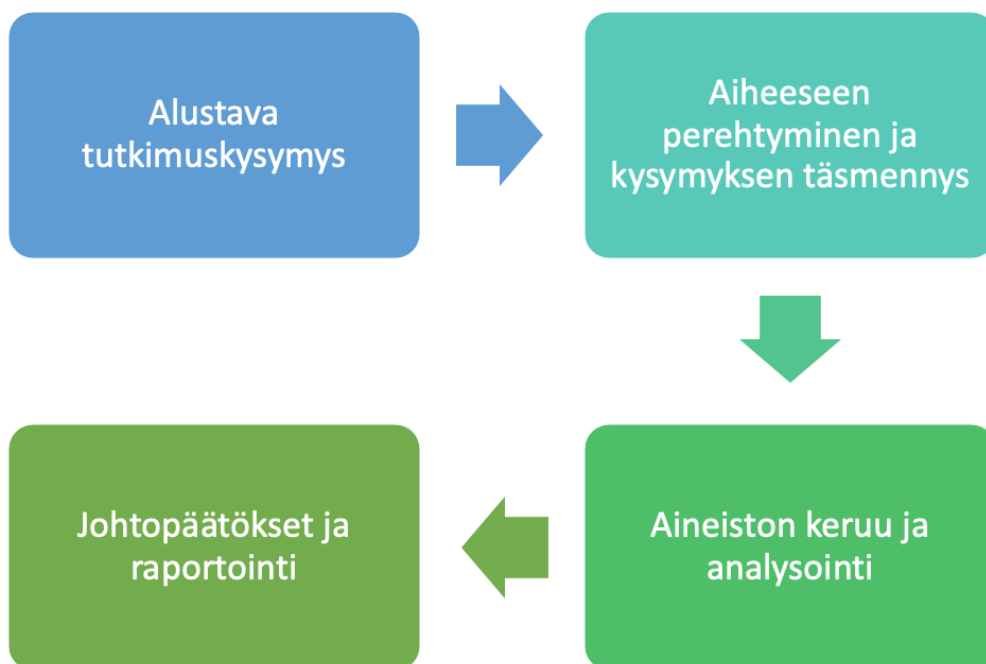 Alustava
tutkimuskysymys
Aiheeseen
perehtyminen ja
kysymyksen täsmennys
Aineiston keruu ja
analysointi
Johtopäätökset ja
raportointi